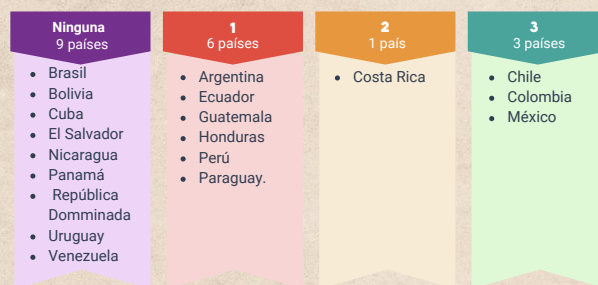 Ninguna
9 países
Brasil
Bolivia
Cuba
El Salvador
Nicaragua
Panamá
República
Domminada
Uruguay
Venezuela
1
6 países
Argentina
Ecuador
Guatemala
Honduras
Perú
Paraguay.
2
1 país
Costa Rica
3
3 países
Chile
Colombia
México